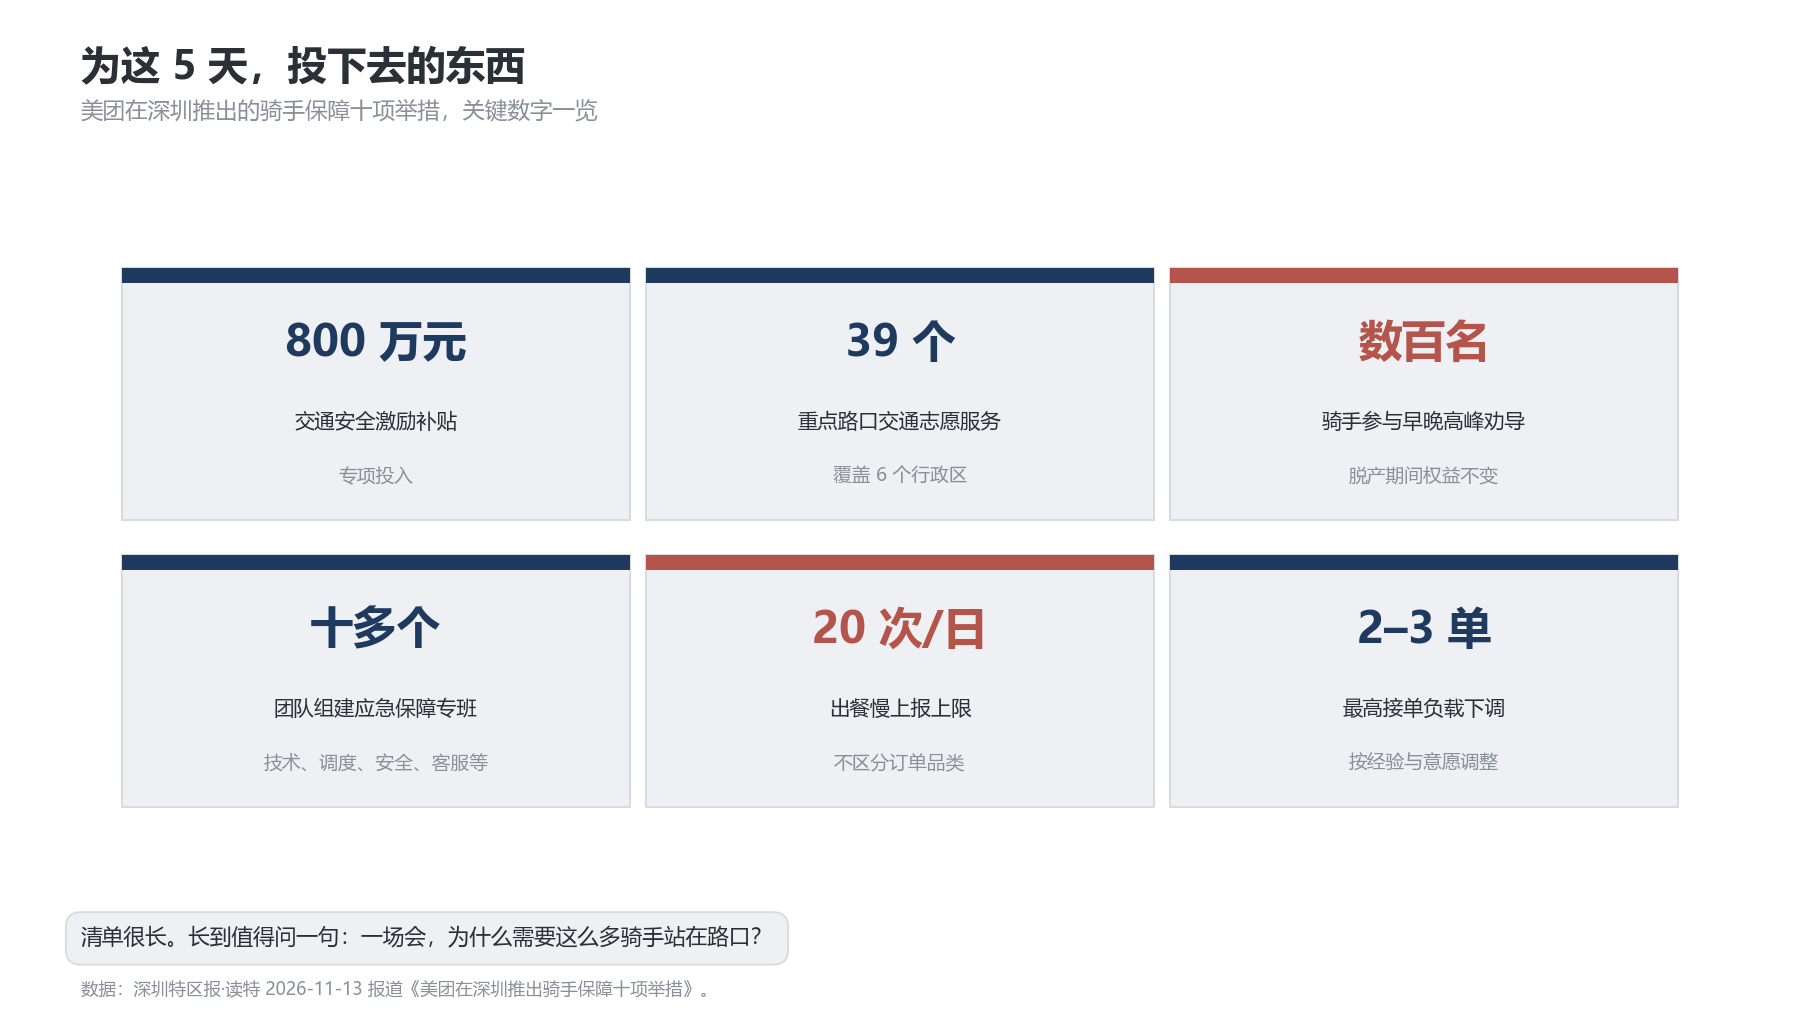 为这 5 天，投下去的东西
美团在深圳推出的骑手保障十项举措，关键数字一览
800 万元
交通安全激励补贴
专项投入
39 个
重点路口交通志愿服务
覆盖 6 个行政区
数百名
骑手参与早晚高峰劝导
脱产期间权益不变
十多个
团队组建应急保障专班
技术、调度、安全、客服等
20 次/日
出餐慢上报上限
不区分订单品类
2–3 单
最高接单负载下调
按经验与意愿调整
清单很长。长到值得问一句：一场会，为什么需要这么多骑手站在路口？
数据：深圳特区报·读特 2026-11-13 报道《美团在深圳推出骑手保障十项举措》。